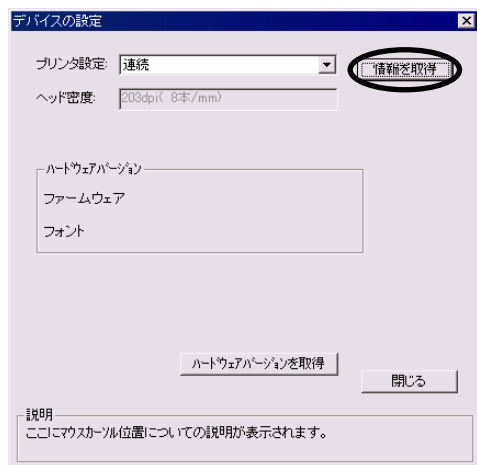 デバイスの設定
プリンタ設定: 連続
情報を取得
ヘッド密度: 203dpi( 8本/mm)
ハードウェアバージョン
ファームウェア
フォント
ハードウェアバージョンを取得
閉じる
説明
ここにマウスカーソル位置についての説明が表示されます。